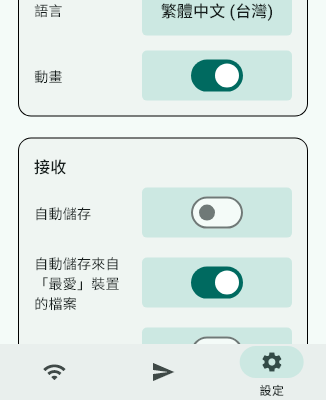 語言
繁體中文 (台灣)
動畫
接收
自動儲存
自動儲存來自
「最愛」裝置
的檔案
設定